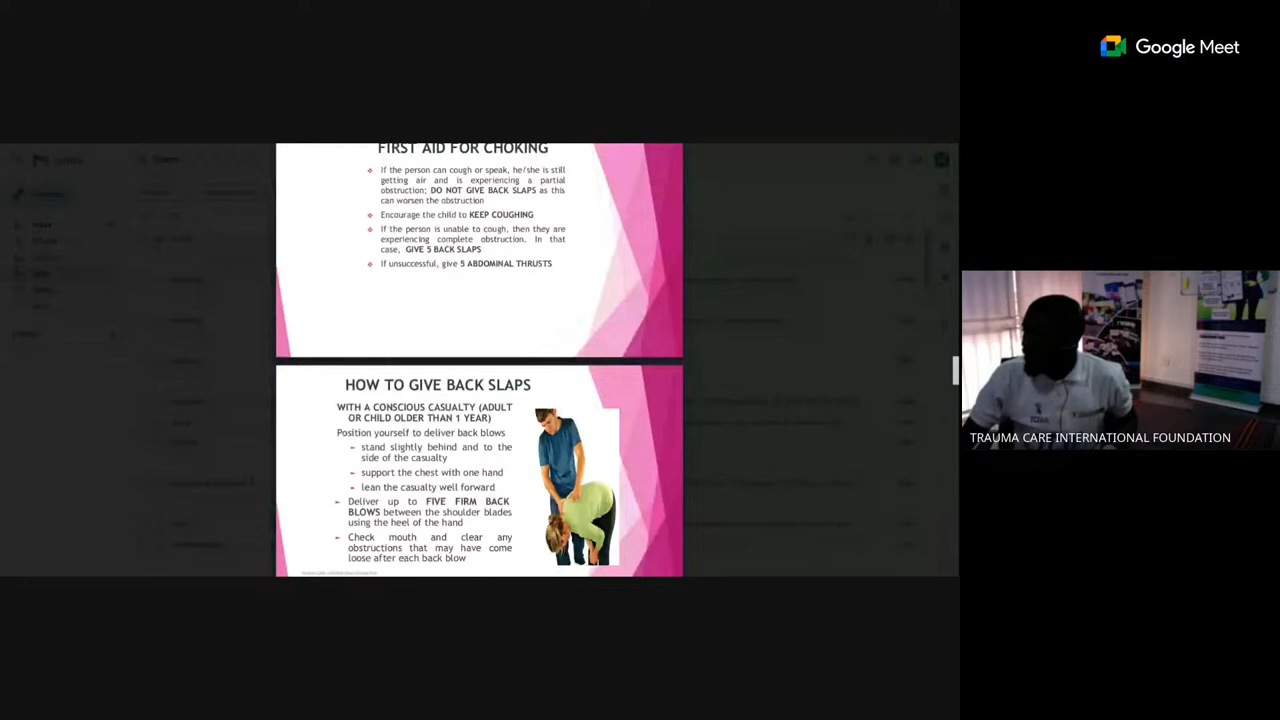 Google Meet
FIRST AID FOR CHOKING
If the person can cough or speak, he/she is still
getting air and is experiencing a partial
obstruction; DO NOT GIVE BACK SLAPS as this
can worsen the obstruction
Encourage the child to KEEP COUGHING
If the person is unable to cough, then they are
experiencing complete obstruction. In that
case, GIVE 5 BACK SLAPS
If unsuccessful, give 5 ABDOMINAL THRUSTS
HOW TO GIVE BACK SLAPS
WITH A CONSCIOUS CASUALTY (ADULT
OR CHILD OLDER THAN 1 YEAR)
Position yourself to deliver back blows
stand slightly behind and to the
side of the casualty
support the chest with one hand
lean the casualty well forward
Deliver up to FIVE FIRM BACK
BLOWS between the shoulder blades
using the heel of the hand
Check mouth and clear any
obstructions that may have come
loose after each back blow
TRAUMA CARE INTERNATIONAL FOUNDATION